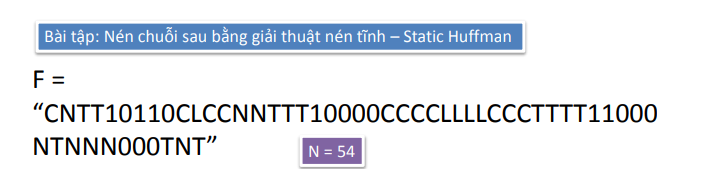 Bài tập: Nén chuỗi sau bằng giải thuật nén tĩnh – Static Huffman
F =
“CNTT10110CLCCNNTTT10000CCCCLLLLCCCTTTT11000
NTNNN000TNT”
N = 54